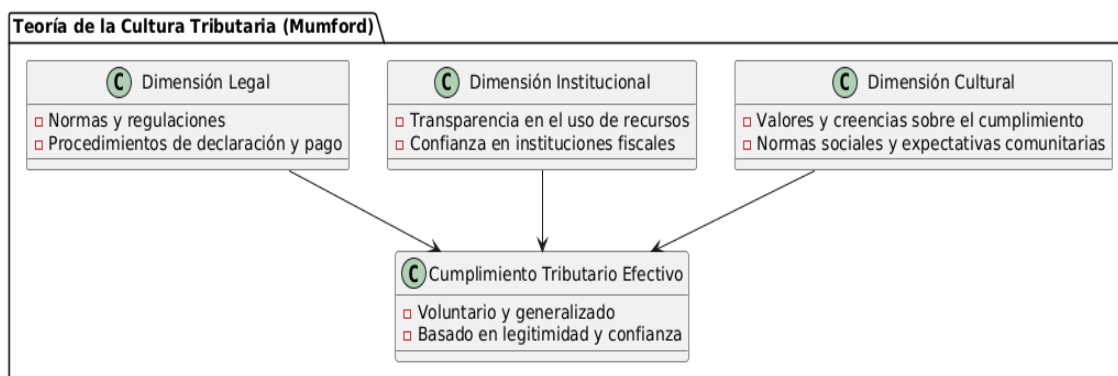 Teoría de la Cultura Tributaria (Mumford)
C Dimensión Legal
Normas y regulaciones
Procedimientos de declaración y pago
C Dimensión Institucional
Transparencia en el uso de recursos
Confianza en instituciones fiscales
C Dimensión Cultural
Valores y creencias sobre el cumplimiento
Normas sociales y expectativas comunitarias
C Cumplimiento Tributario Efectivo
Voluntario y generalizado
Basado en legitimidad y confianza